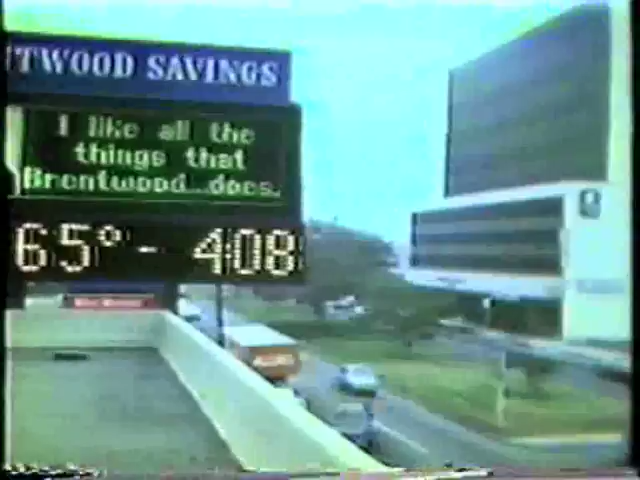 TWOOD SAVINGS
I like all the
things that
Brentwood...does.
65°- 408